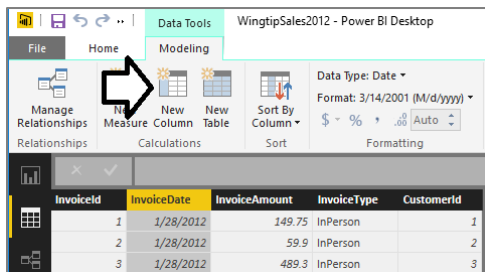 Data Tools WingtipSales2012 - Power BI Desktop
File Home Modeling
Manage Relationships
New Measure
New Column
New Table
Sort By Column
Data Type: Date
Format: 3/14/2001 (M/d/yyyy)
$ % , .00 Auto
Relationships Calculations Sort Formatting
InvoiceId InvoiceDate InvoiceAmount InvoiceType CustomerId
1 1/28/2012 149.75 InPerson 1
2 1/28/2012 59.9 InPerson 2
3 1/28/2012 489.3 InPerson 3